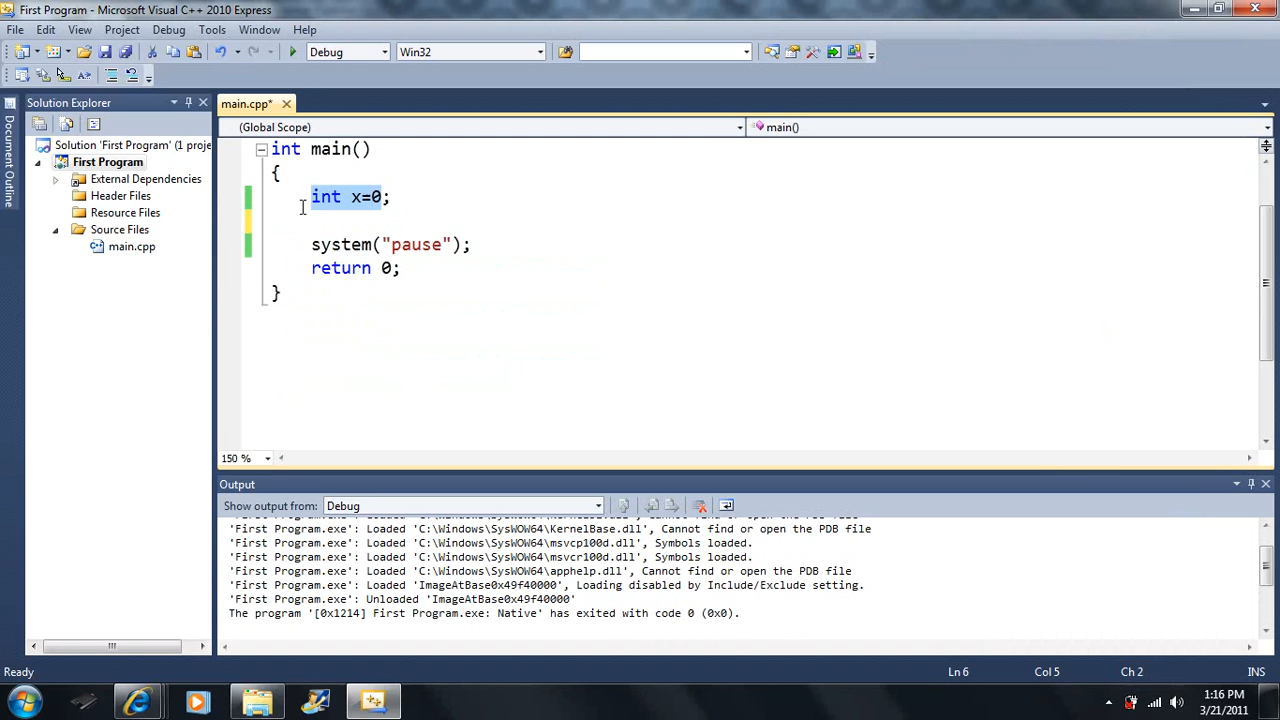 First Program - Microsoft Visual C++ 2010 Express
File Edit View Project Debug Tools Window Help
Debug Win32
Solution Explorer
main.cpp*
Document Outline
(Global Scope) main()
Solution 'First Program' (1 proje
First Program
External Dependencies
Header Files
Resource Files
Source Files
main.cpp
int main()
{
int x=0;
system("pause");
return 0;
}
150 %
Output
Show output from: Debug
'First Program.exe': Loaded 'C:\Windows\SysWOW64\KernelBase.dll', Cannot find or open the PDB file
'First Program.exe': Loaded 'C:\Windows\SysWOW64\msvcp100d.dll', Symbols loaded.
'First Program.exe': Loaded 'C:\Windows\SysWOW64\msvcr100d.dll', Symbols loaded.
'First Program.exe': Loaded 'C:\Windows\SysWOW64\apphelp.dll', Cannot find or open the PDB file
'First Program.exe': Loaded 'ImageAtBase0x49f40000', Loading disabled by Include/Exclude setting.
'First Program.exe': Unloaded 'ImageAtBase0x49f40000'
The program '[0x1214] First Program.exe: Native' has exited with code 0 (0x0).
Ready Ln 6 Col 5 Ch 2 INS
1:16 PM
3/21/2011